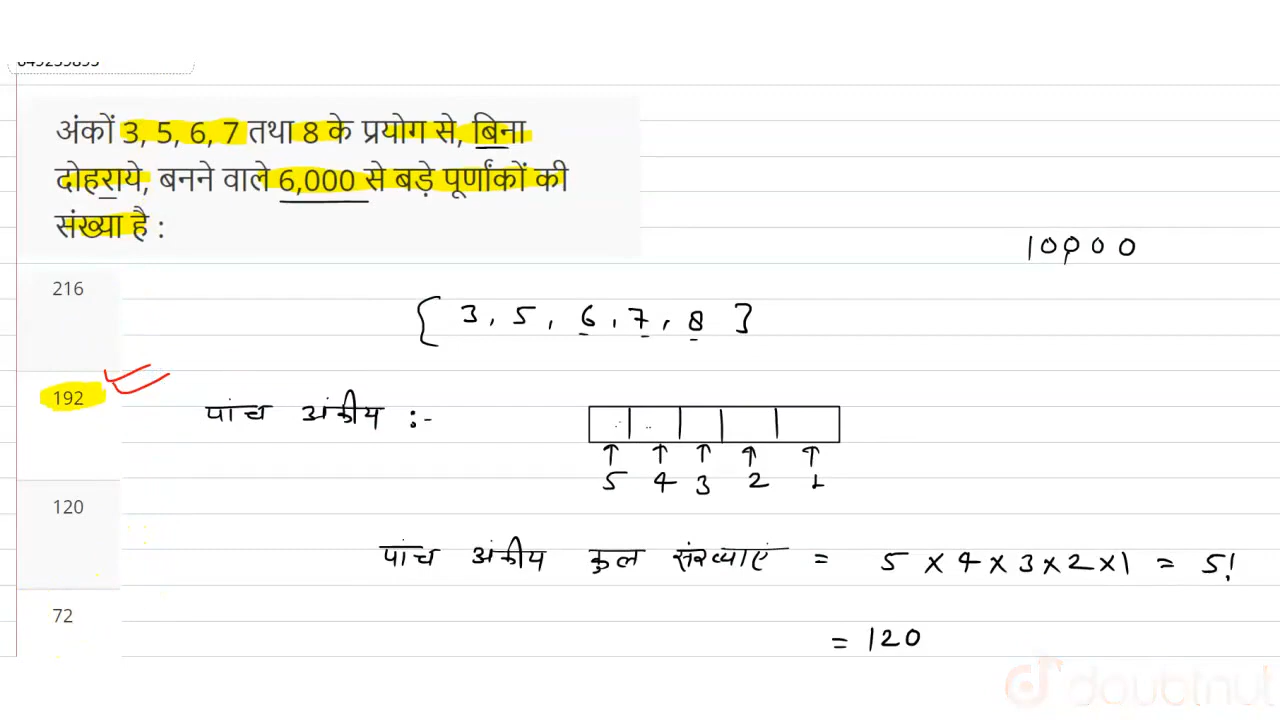 अंकों 3, 5, 6, 7 तथा 8 के प्रयोग से, बिना
दोहराये, बनने वाले 6,000 से बड़े पूर्णांकों की
संख्या है :
10000
216
{ 3, 5, 6, 7, 8 }
192
पांच अंकीय :-
5 4 3 2 1
120
पांच अंकीय कुल संख्याएं = 5 × 4 × 3 × 2 × 1 = 5!
72
= 120
doubtnut